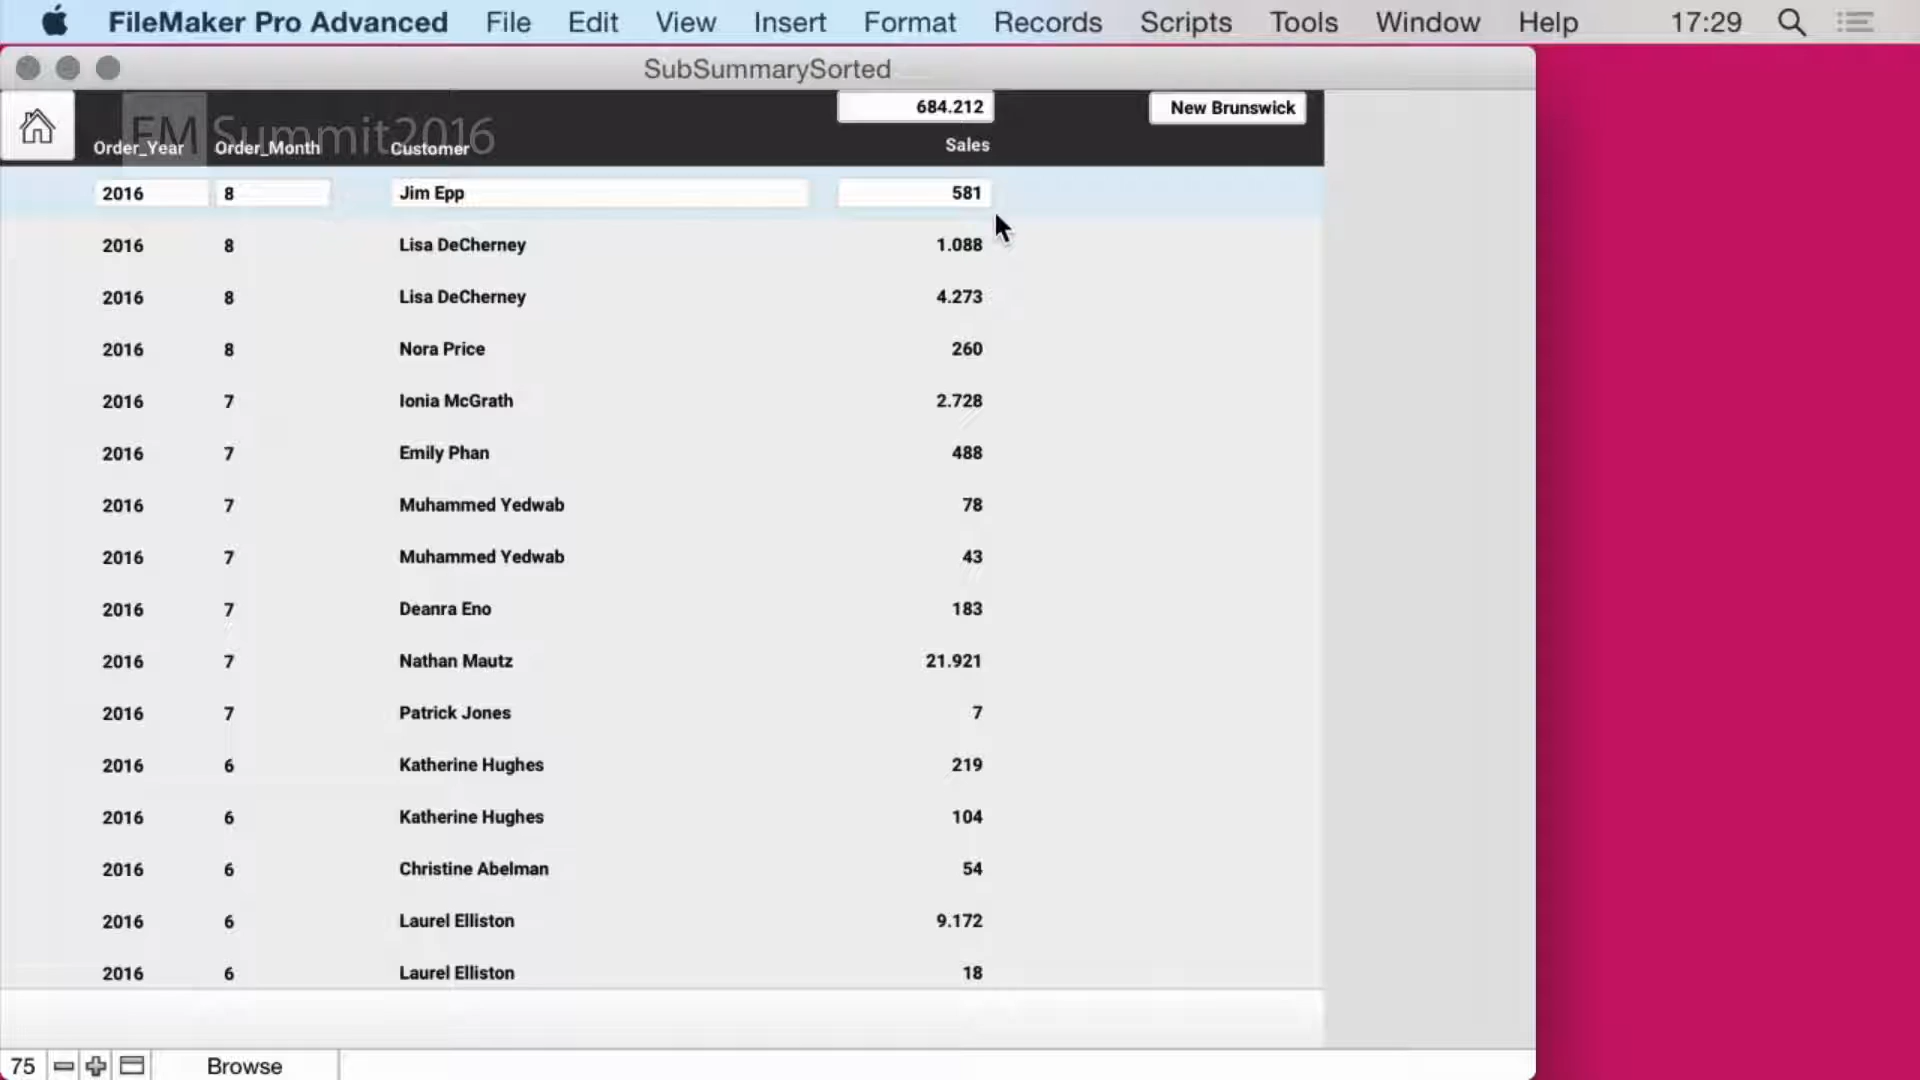 FileMaker Pro Advanced File Edit View Insert Format Records Scripts Tools Window Help 17:29
SubSummarySorted
684.212 New Brunswick
FM Summit2016
Order_Year Order_Month Customer Sales
2016 8 Jim Epp 581
2016 8 Lisa DeCherney 1.088
2016 8 Lisa DeCherney 4.273
2016 8 Nora Price 260
2016 7 Ionia McGrath 2.728
2016 7 Emily Phan 488
2016 7 Muhammed Yedwab 78
2016 7 Muhammed Yedwab 43
2016 7 Deanra Eno 183
2016 7 Nathan Mautz 21.921
2016 7 Patrick Jones 7
2016 6 Katherine Hughes 219
2016 6 Katherine Hughes 104
2016 6 Christine Abelman 54
2016 6 Laurel Elliston 9.172
2016 6 Laurel Elliston 18
75 Browse